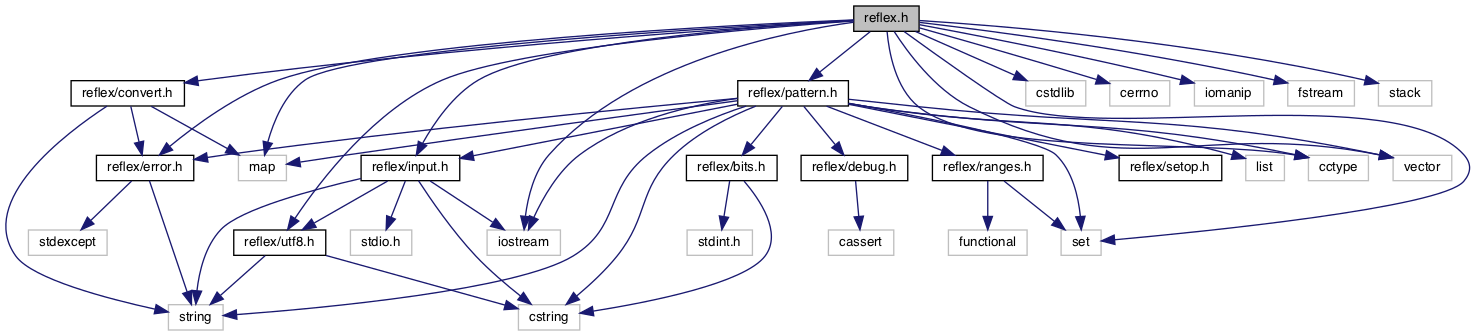 reflex.h
reflex/convert.h
reflex/pattern.h
cstdlib
cerrno
iomanip
fstream
stack
reflex/error.h
map
reflex/input.h
reflex/bits.h
reflex/debug.h
reflex/ranges.h
reflex/setop.h
list
cctype
vector
stdexcept
reflex/utf8.h
stdio.h
iostream
stdint.h
cassert
functional
set
string
cstring